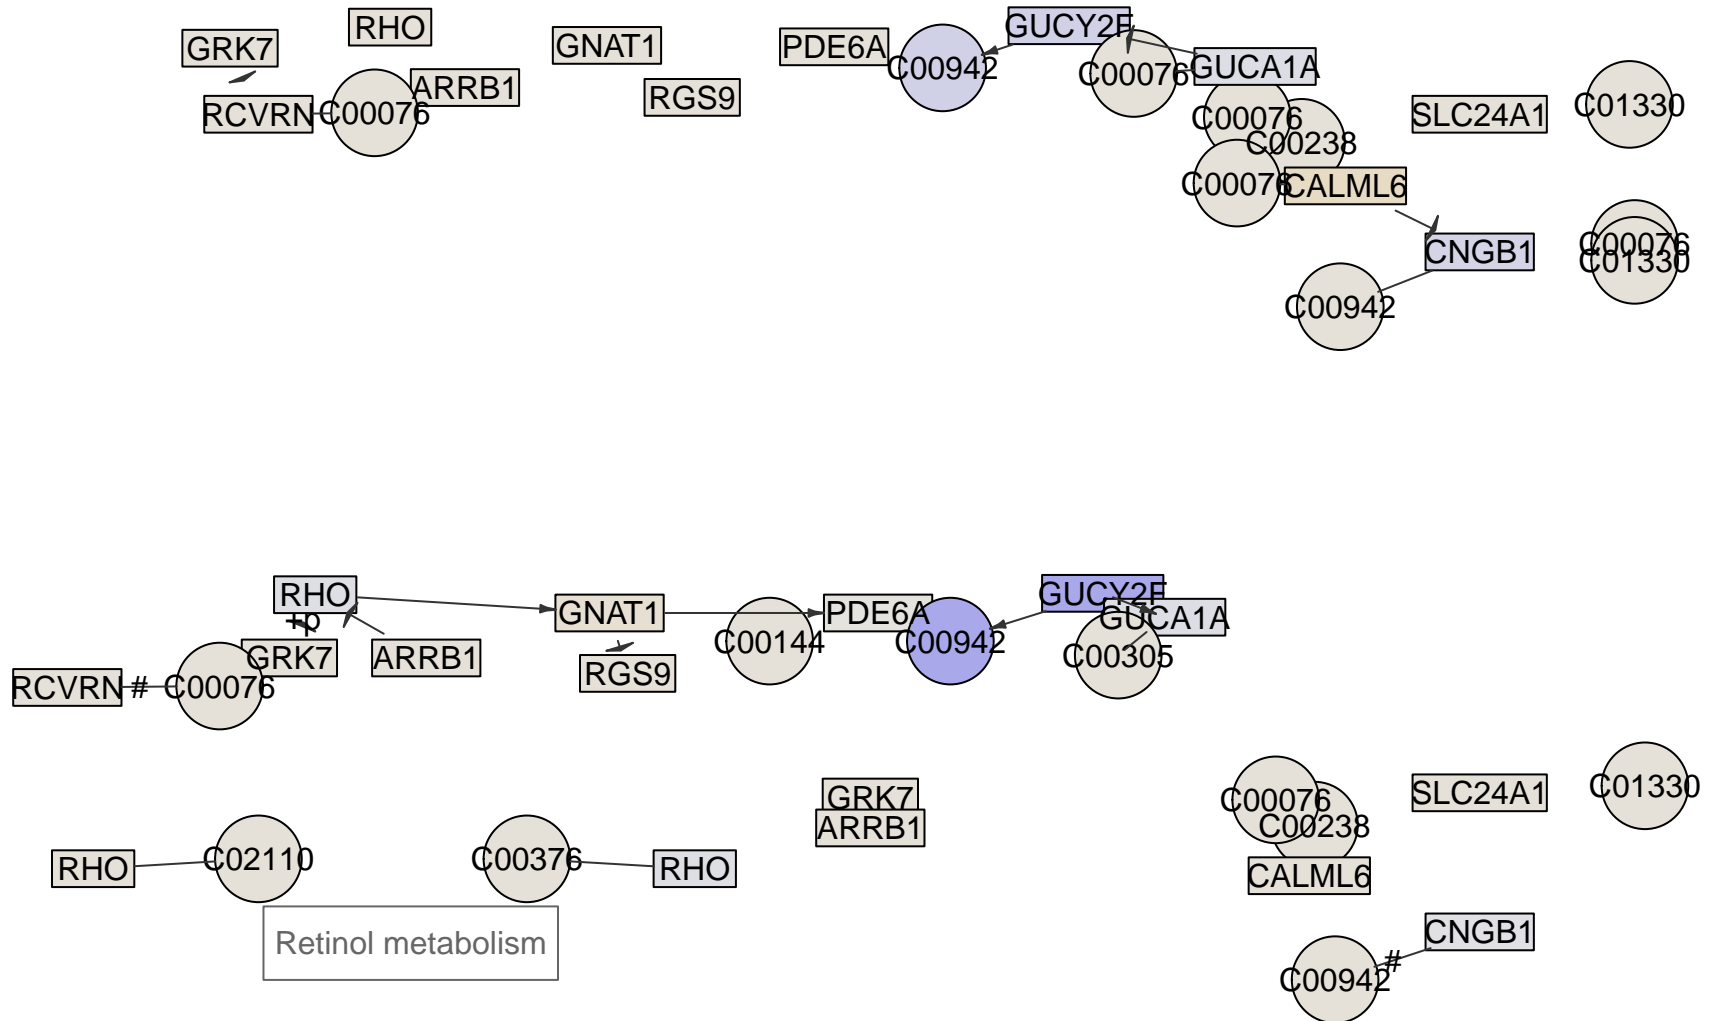 RHO
GRK7
GNAT1
PDE6A
C00942
GUCY2F
C00076
GUCA1A
RCVRN
C00076
ARRB1
RGS9
C00076
C00238
SLC24A1
C01330
C00076
CALML6
CNGB1
C00076
C01330
C00942
RHO
+p
GNAT1
PDE6A
GUCY2F
GUCA1A
GRK7
ARRB1
C00144
C00942
C00305
RGS9
RCVRN
#
C00076
GRK7
ARRB1
C00076
C00238
SLC24A1
C01330
RHO
C02110
C00376
RHO
CALML6
Retinol metabolism
CNGB1
#
C00942